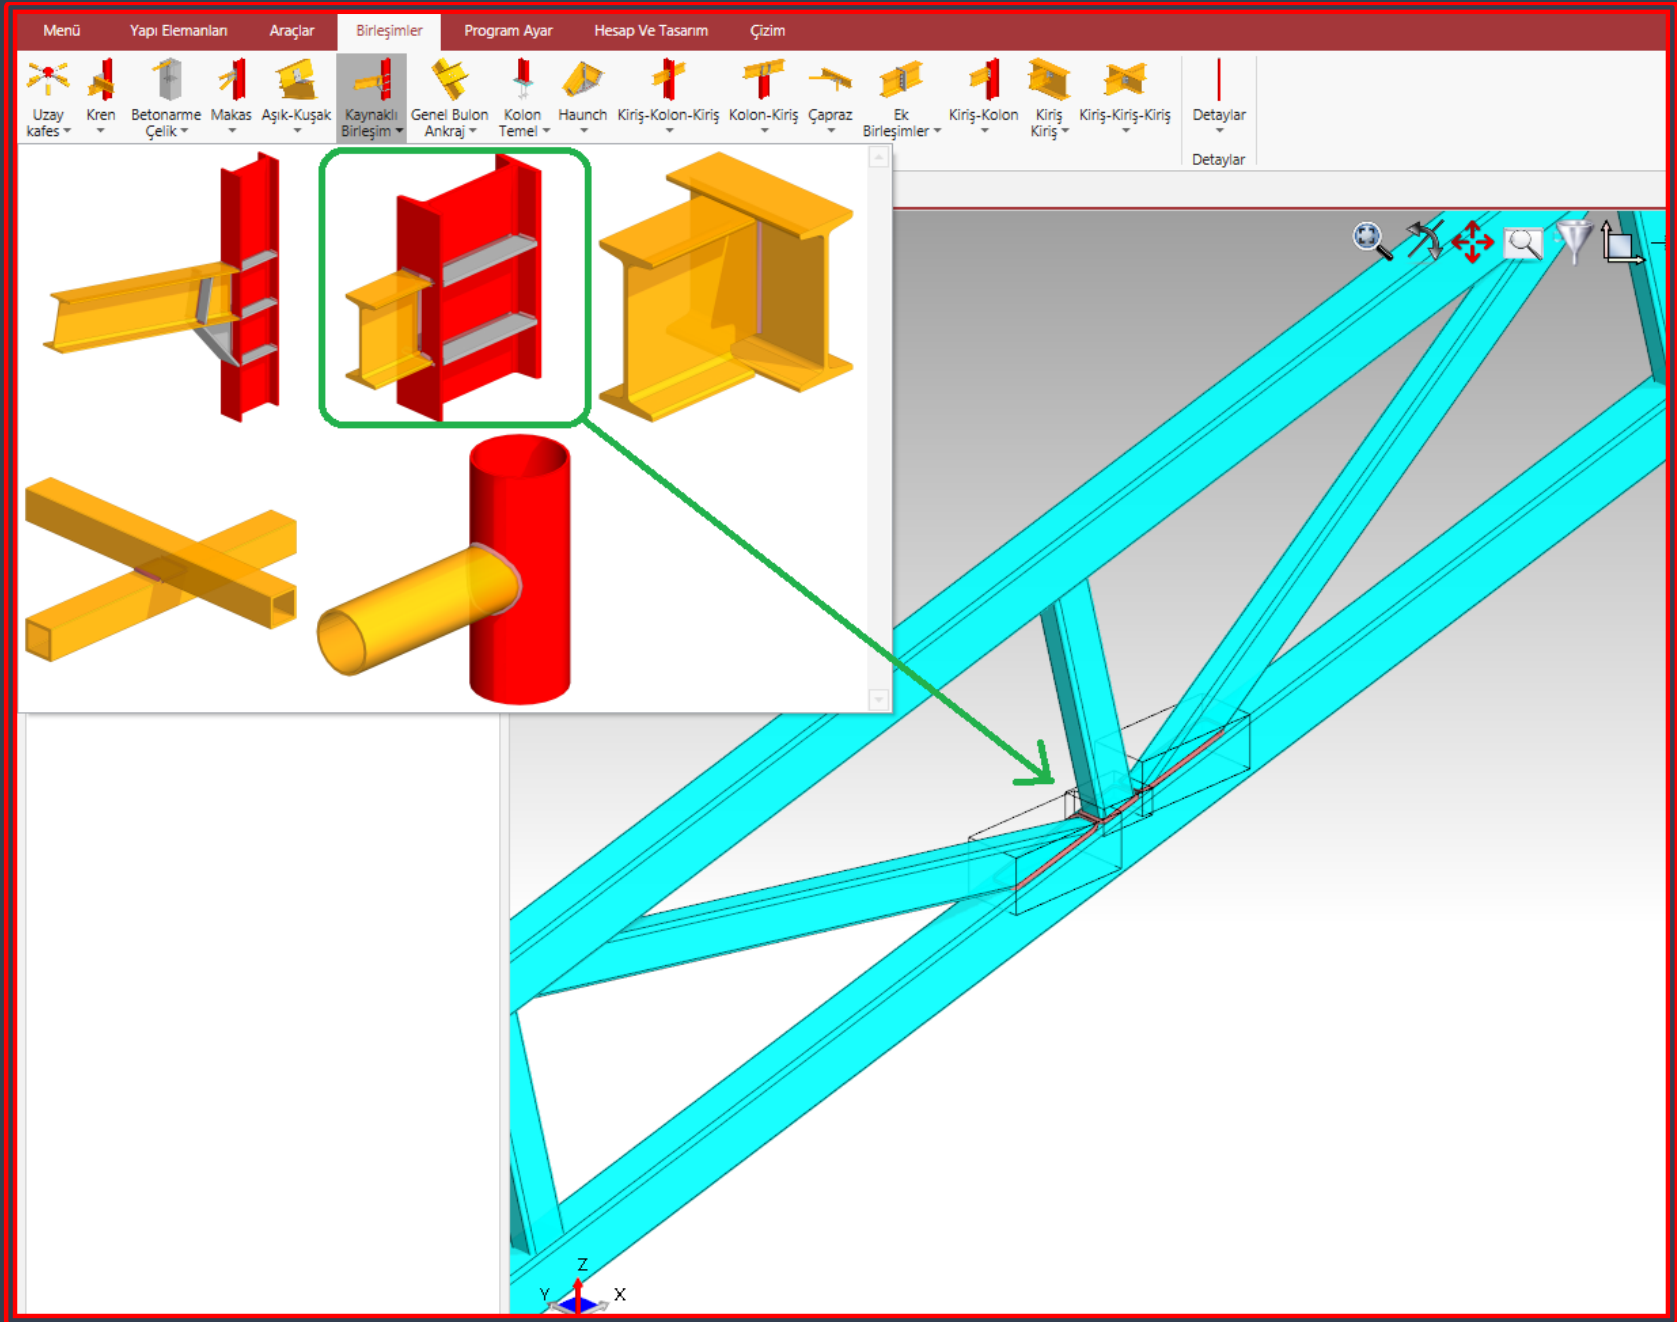 Menü Yapı Elemanları Araçlar Birleşimler Program Ayar Hesap Ve Tasarım Çizim
Uzay kafes
Kren
Betonarme Çelik
Makas
Aşık-Kuşak
Kaynaklı Birleşim
Genel Bulon Ankraj
Kolon Temel
Haunch
Kiriş-Kolon-Kiriş
Kolon-Kiriş
Çapraz
Ek Birleşimler
Kiriş-Kolon
Kiriş Kiriş
Kiriş-Kiriş-Kiriş
Detaylar
Detaylar
Z
Y
X